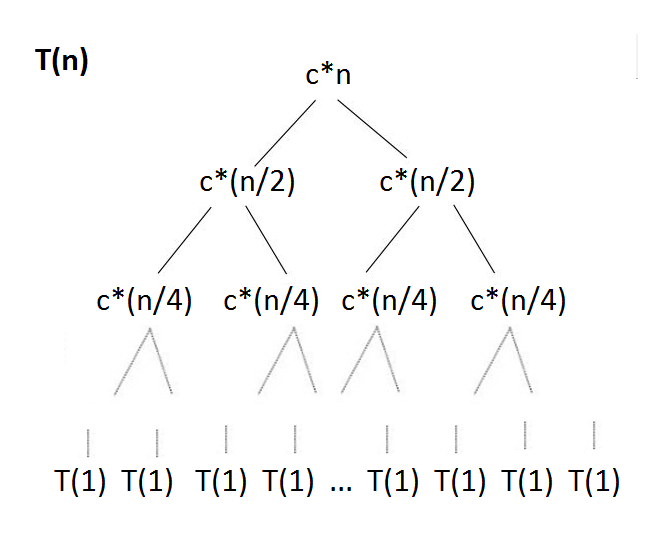 T(n)
c*n
c*(n/2) c*(n/2)
c*(n/4) c*(n/4) c*(n/4) c*(n/4)
T(1) T(1) T(1) T(1) ... T(1) T(1) T(1) T(1)